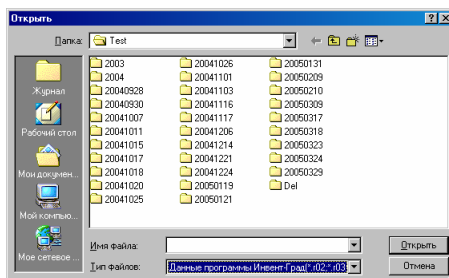 Открыть
Папка: Test
Журнал
Рабочий стол
Мои докумен...
Мой компью...
Мое сетевое ...
2003
2004
20040928
20040930
20041007
20041011
20041015
20041017
20041018
20041020
20041025
20041026
20041101
20041103
20041116
20041117
20041206
20041214
20041221
20041224
20050119
20050121
20050131
20050209
20050210
20050309
20050317
20050318
20050323
20050324
20050329
Del
Имя файла:
Открыть
Тип файлов: Данные программы Инвент-Град(*.r02,*.r03
Отмена